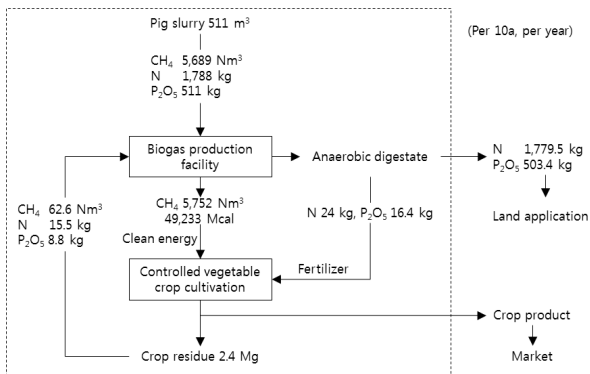 Pig slurry 511 m³
(Per 10a, per year)
CH₄ 5,689 Nm³
N 1,788 kg
P₂O₅ 511 kg
Biogas production
facility
Anaerobic digestate
N 1,779.5 kg
P₂O₅ 503.4 kg
Land application
CH₄ 62.6 Nm³
N 15.5 kg
P₂O₅ 8.8 kg
CH₄ 5,752 Nm³
49,233 Mcal
Clean energy
N 24 kg, P₂O₅ 16.4 kg
Fertilizer
Controlled vegetable
crop cultivation
Crop product
Crop residue 2.4 Mg
Market